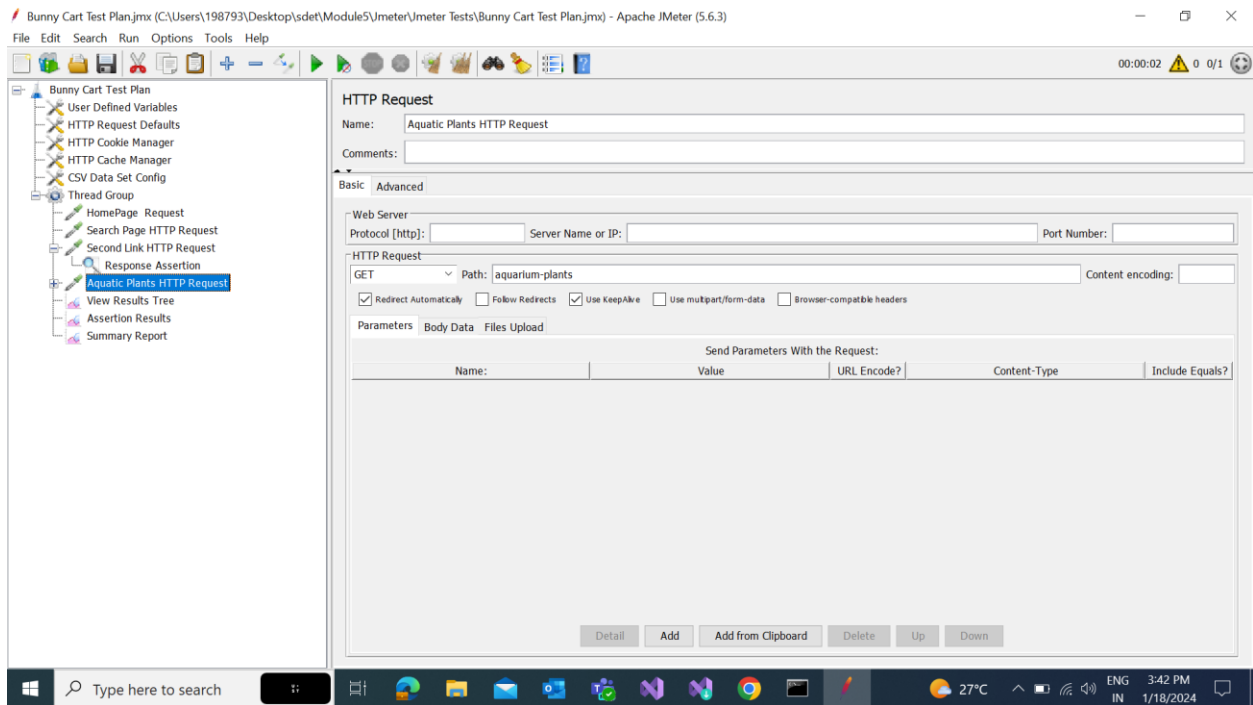 Bunny Cart Test Plan.jmx (C:\Users\198793\Desktop\sdet\Module5\Jmeter\Jmeter Tests\Bunny Cart Test Plan.jmx) - Apache JMeter (5.6.3)
File Edit Search Run Options Tools Help
00:00:02 0 0/1
Bunny Cart Test Plan
User Defined Variables
HTTP Request Defaults
HTTP Cookie Manager
HTTP Cache Manager
CSV Data Set Config
Thread Group
HomePage Request
Search Page HTTP Request
Second Link HTTP Request
Response Assertion
Aquatic Plants HTTP Request
View Results Tree
Assertion Results
Summary Report
HTTP Request
Name: Aquatic Plants HTTP Request
Comments:
Basic Advanced
Web Server
Protocol [http]: Server Name or IP: Port Number:
HTTP Request
GET Path: aquarium-plants Content encoding:
Redirect Automatically Follow Redirects Use KeepAlive Use multipart/form-data Browser-compatible headers
Parameters Body Data Files Upload
Send Parameters With the Request:
Name: Value URL Encode? Content-Type Include Equals?
Detail Add Add from Clipboard Delete Up Down
Type here to search
27°C
ENG
IN
3:42 PM
1/18/2024